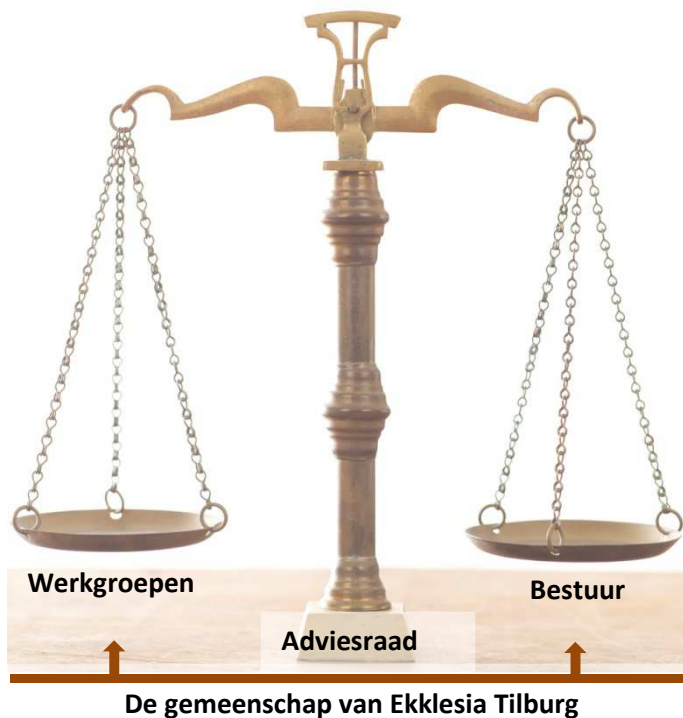 Werkgroepen
Bestuur
Adviesraad
De gemeenschap van Ekklesia Tilburg